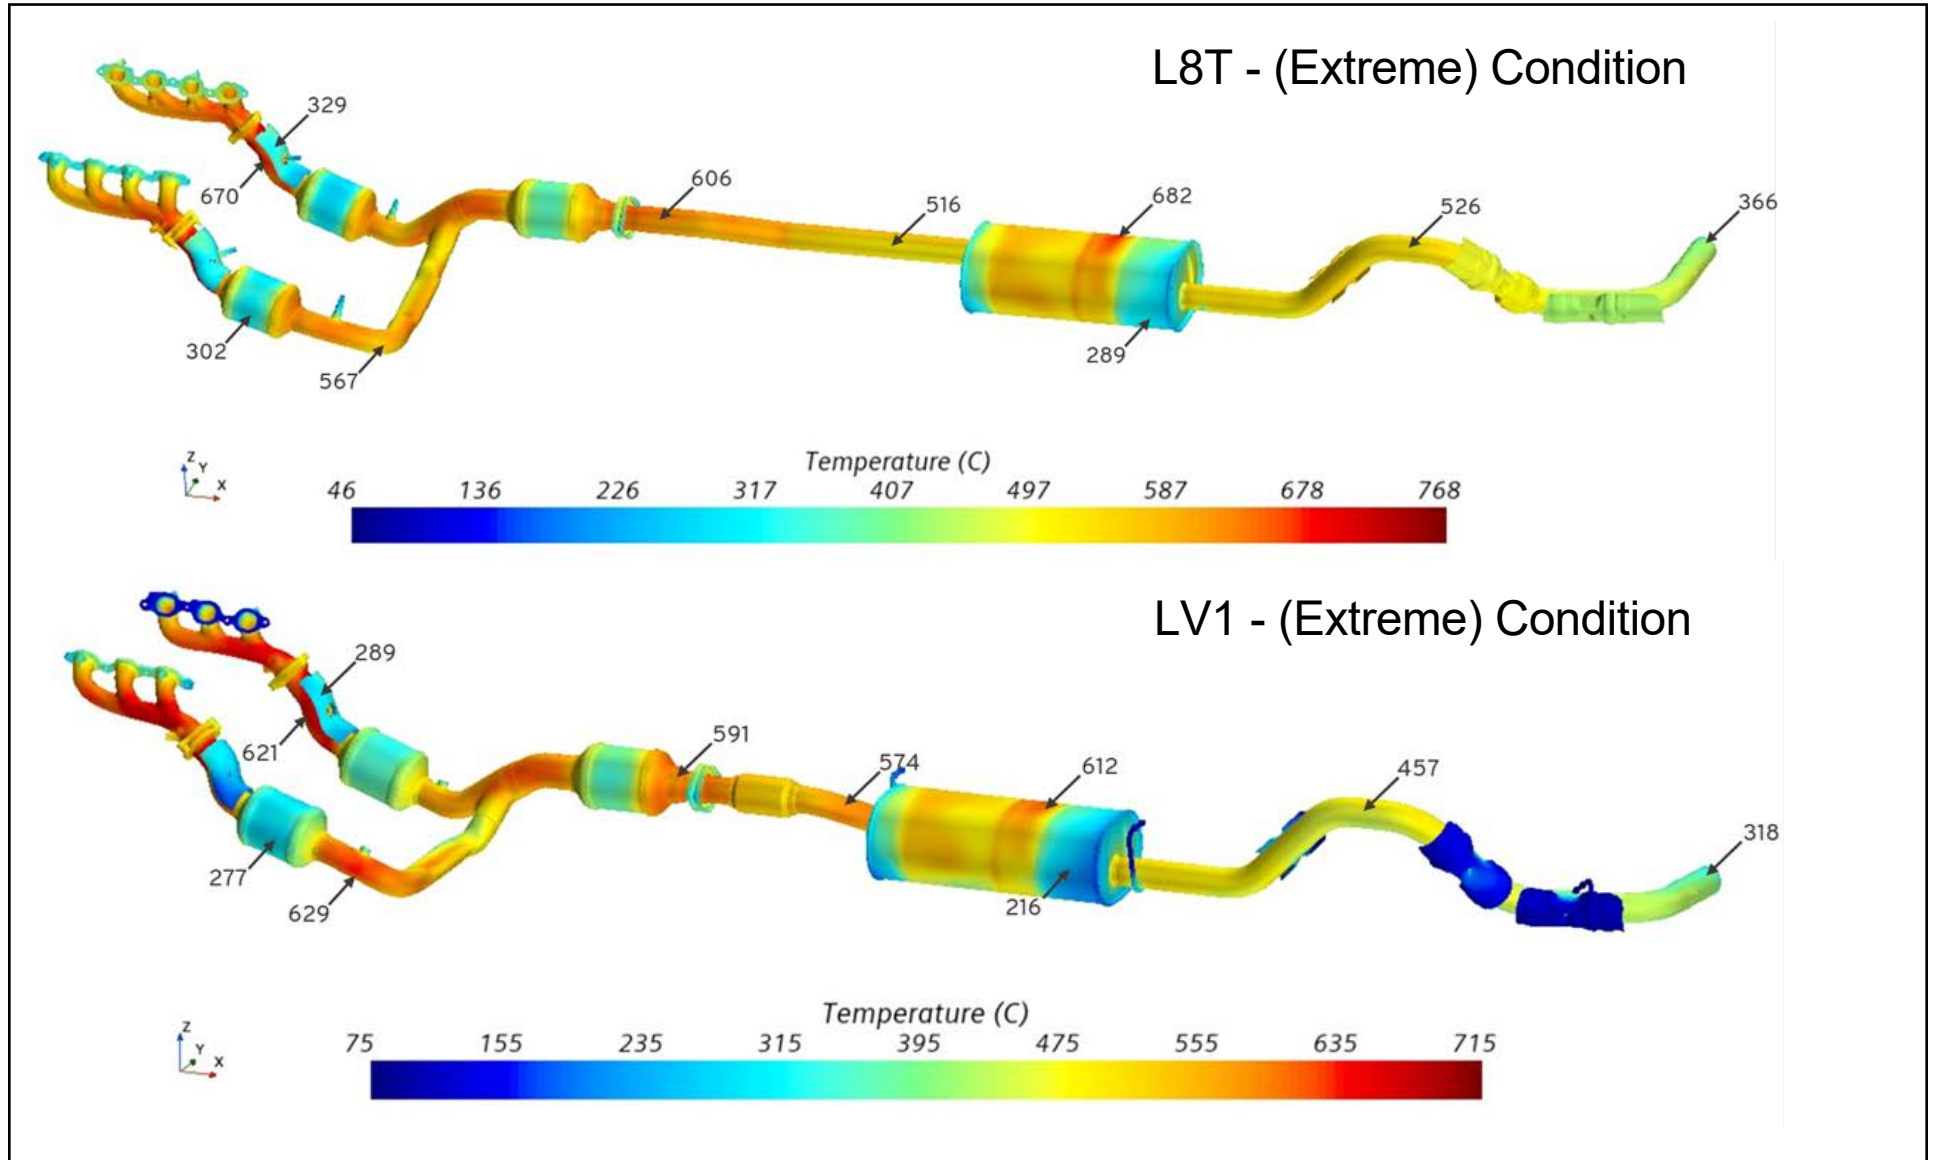 L8T - (Extreme) Condition
329
670
606
516
682
526
366
302
567
289
Z
Y
X
Temperature (C)
46 136 226 317 407 497 587 678 768
LV1 - (Extreme) Condition
289
621
591
574
612
457
318
277
629
216
Z
Y
X
Temperature (C)
75 155 235 315 395 475 555 635 715